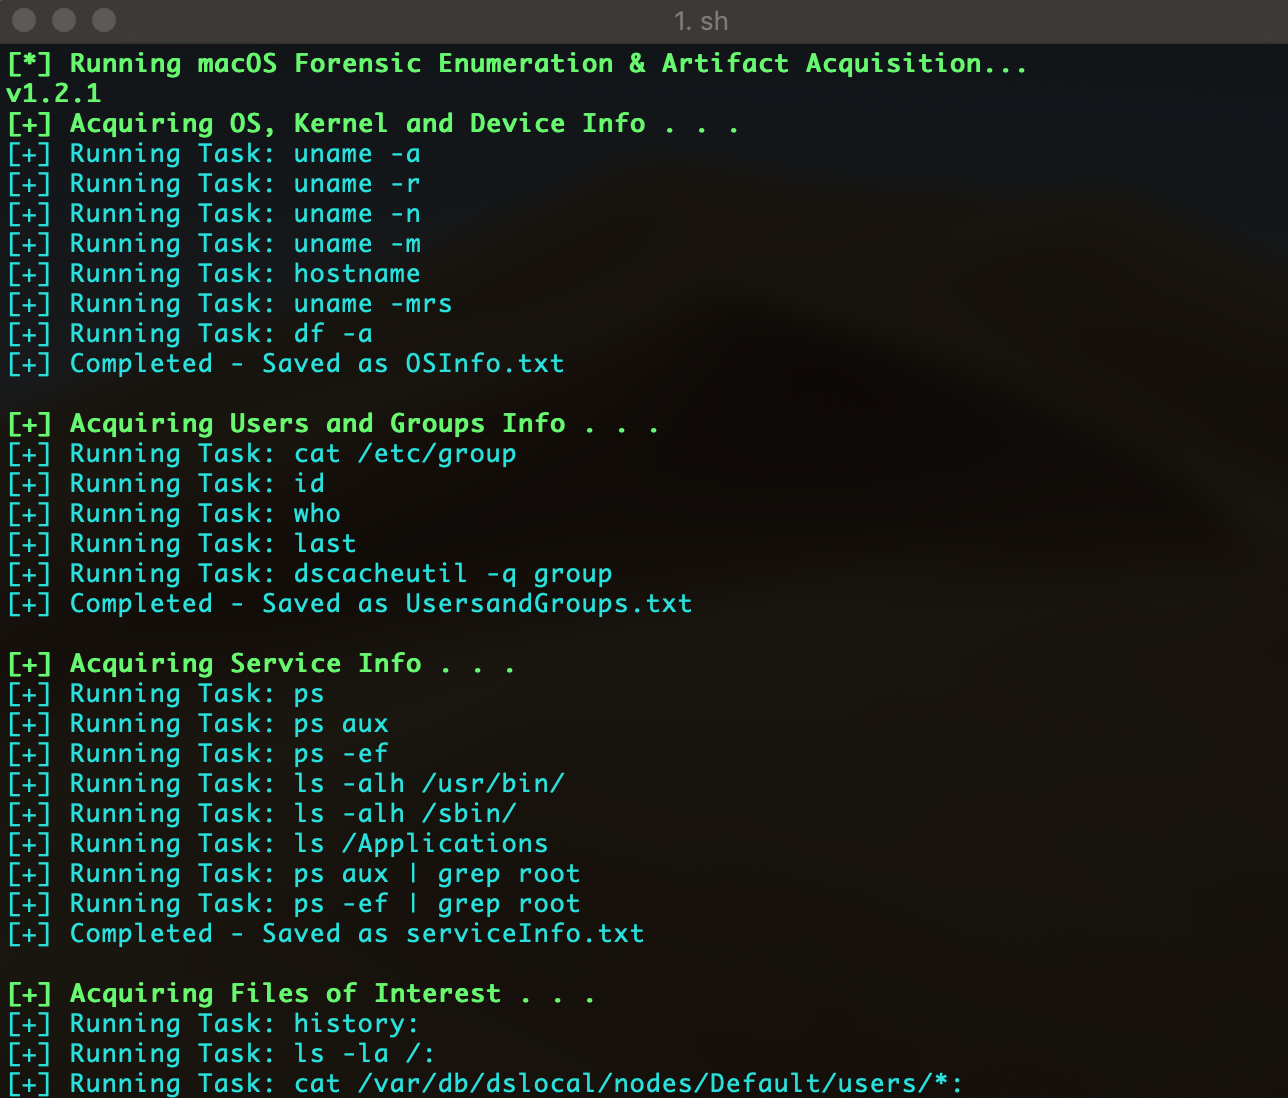 1. sh
[*] Running macOS Forensic Enumeration & Artifact Acquisition...
v1.2.1
[+] Acquiring OS, Kernel and Device Info . . .
[+] Running Task: uname -a
[+] Running Task: uname -r
[+] Running Task: uname -n
[+] Running Task: uname -m
[+] Running Task: hostname
[+] Running Task: uname -mrs
[+] Running Task: df -a
[+] Completed - Saved as OSInfo.txt

[+] Acquiring Users and Groups Info . . .
[+] Running Task: cat /etc/group
[+] Running Task: id
[+] Running Task: who
[+] Running Task: last
[+] Running Task: dscacheutil -q group
[+] Completed - Saved as UsersandGroups.txt

[+] Acquiring Service Info . . .
[+] Running Task: ps
[+] Running Task: ps aux
[+] Running Task: ps -ef
[+] Running Task: ls -alh /usr/bin/
[+] Running Task: ls -alh /sbin/
[+] Running Task: ls /Applications
[+] Running Task: ps aux | grep root
[+] Running Task: ps -ef | grep root
[+] Completed - Saved as serviceInfo.txt

[+] Acquiring Files of Interest . . .
[+] Running Task: history:
[+] Running Task: ls -la /:
[+] Running Task: cat /var/db/dslocal/nodes/Default/users/*: